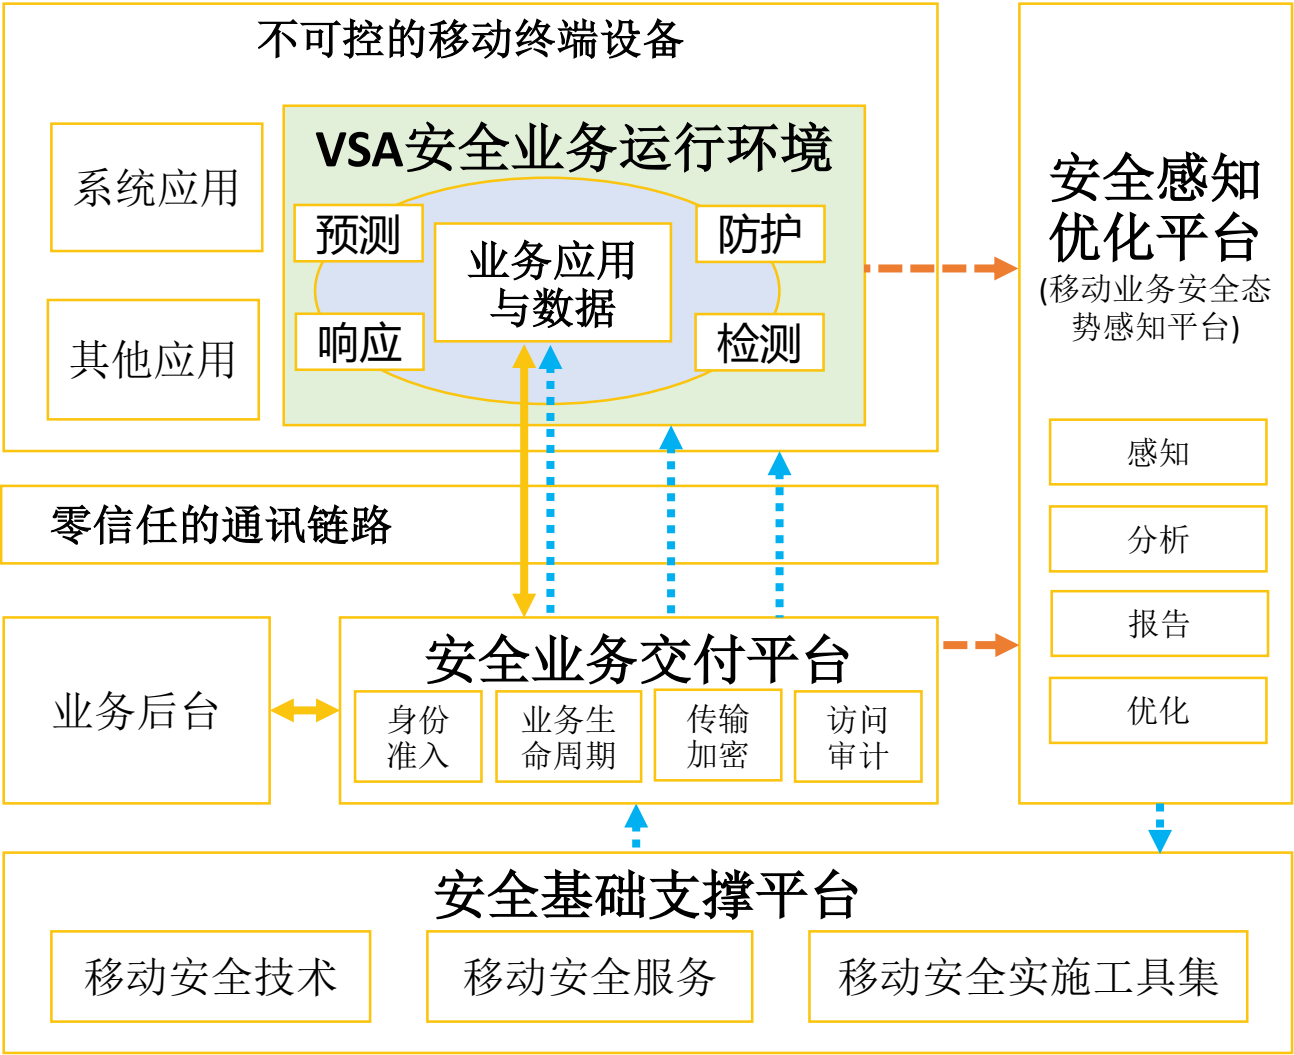 不可控的移动终端设备
系统应用
其他应用
VSA安全业务运行环境
预测
防护
业务应用
与数据
响应
检测
安全感知
优化平台
(移动业务安全态
势感知平台)
感知
分析
报告
优化
零信任的通讯链路
业务后台
安全业务交付平台
身份
准入
业务生
命周期
传输
加密
访问
审计
安全基础支撑平台
移动安全技术
移动安全服务
移动安全实施工具集